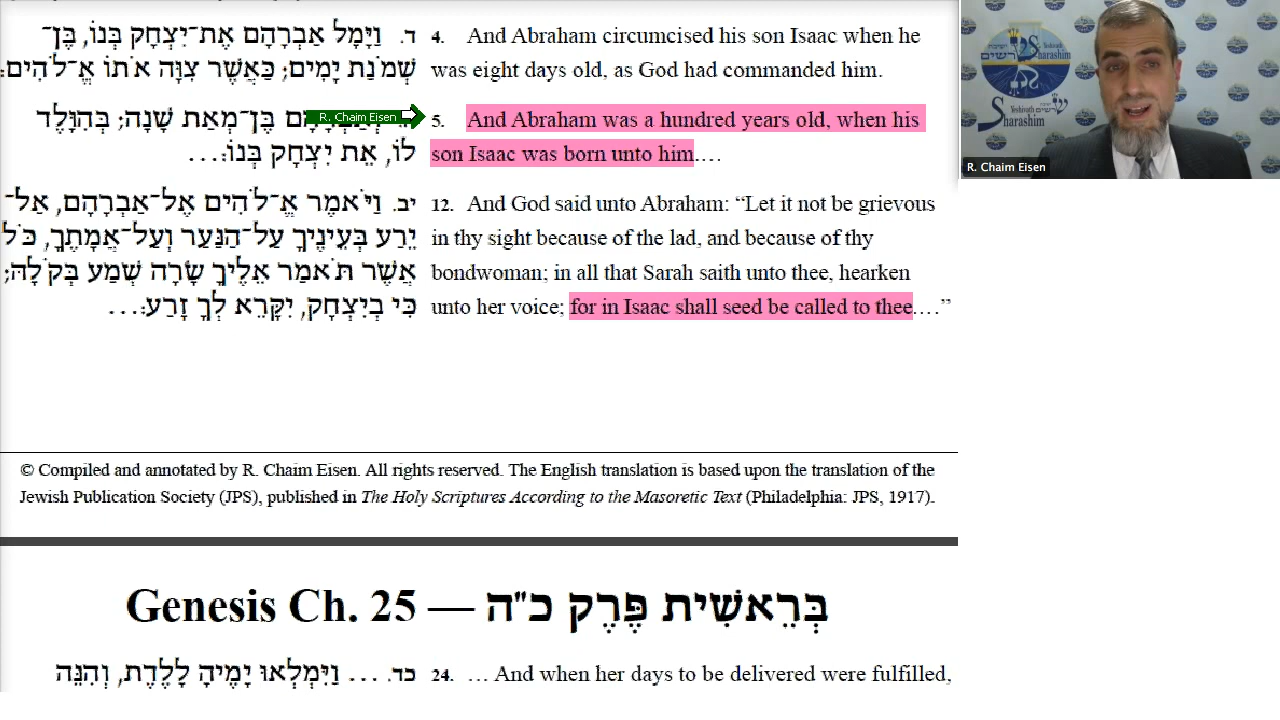 ד. וַיָּמָל אַבְרָהָם אֶת־יִצְחָק בְּנוֹ, בֶּן־
שְׁמֹנַת יָמִים; כַּאֲשֶׁר צִוָּה אֹתוֹ אֱ־לֹהִים:
4. And Abraham circumcised his son Isaac when he
was eight days old, as God had commanded him.
בֶּן־מְאַת שָׁנָה; בְּהִוָּלֶד
לוֹ, אֵת יִצְחָק בְּנוֹ:…
R. Chaim Eisen
5. And Abraham was a hundred years old, when his
son Isaac was born unto him.…
יב. וַיֹּאמֶר אֱ־לֹהִים אֶל־אַבְרָהָם, אַל־
יֵרַע בְּעֵינֶיךָ עַל־הַנַּעַר וְעַל־אֲמָתֶךָ, כֹּל
אֲשֶׁר תֹּאמַר אֵלֶיךָ שָׂרָה שְׁמַע בְּקֹלָהּ;
כִּי בְיִצְחָק, יִקָּרֵא לְךָ זָרַע:…
12. And God said unto Abraham: “Let it not be grievous
in thy sight because of the lad, and because of thy
bondwoman; in all that Sarah saith unto thee, hearken
unto her voice; for in Isaac shall seed be called to thee.…”
© Compiled and annotated by R. Chaim Eisen. All rights reserved. The English translation is based upon the translation of the
Jewish Publication Society (JPS), published in The Holy Scriptures According to the Masoretic Text (Philadelphia: JPS, 1917).
Genesis Ch. 25 — בְּרֵאשִׁית פֶּרֶק כ"ה
כד. … וַיִּמְלְאוּ יָמֶיהָ לָלֶדֶת, וְהִנֵּה
24. … And when her days to be delivered were fulfilled,
Yeshivath
Sharashim
Yeshivath
Sharashim
R. Chaim Eisen